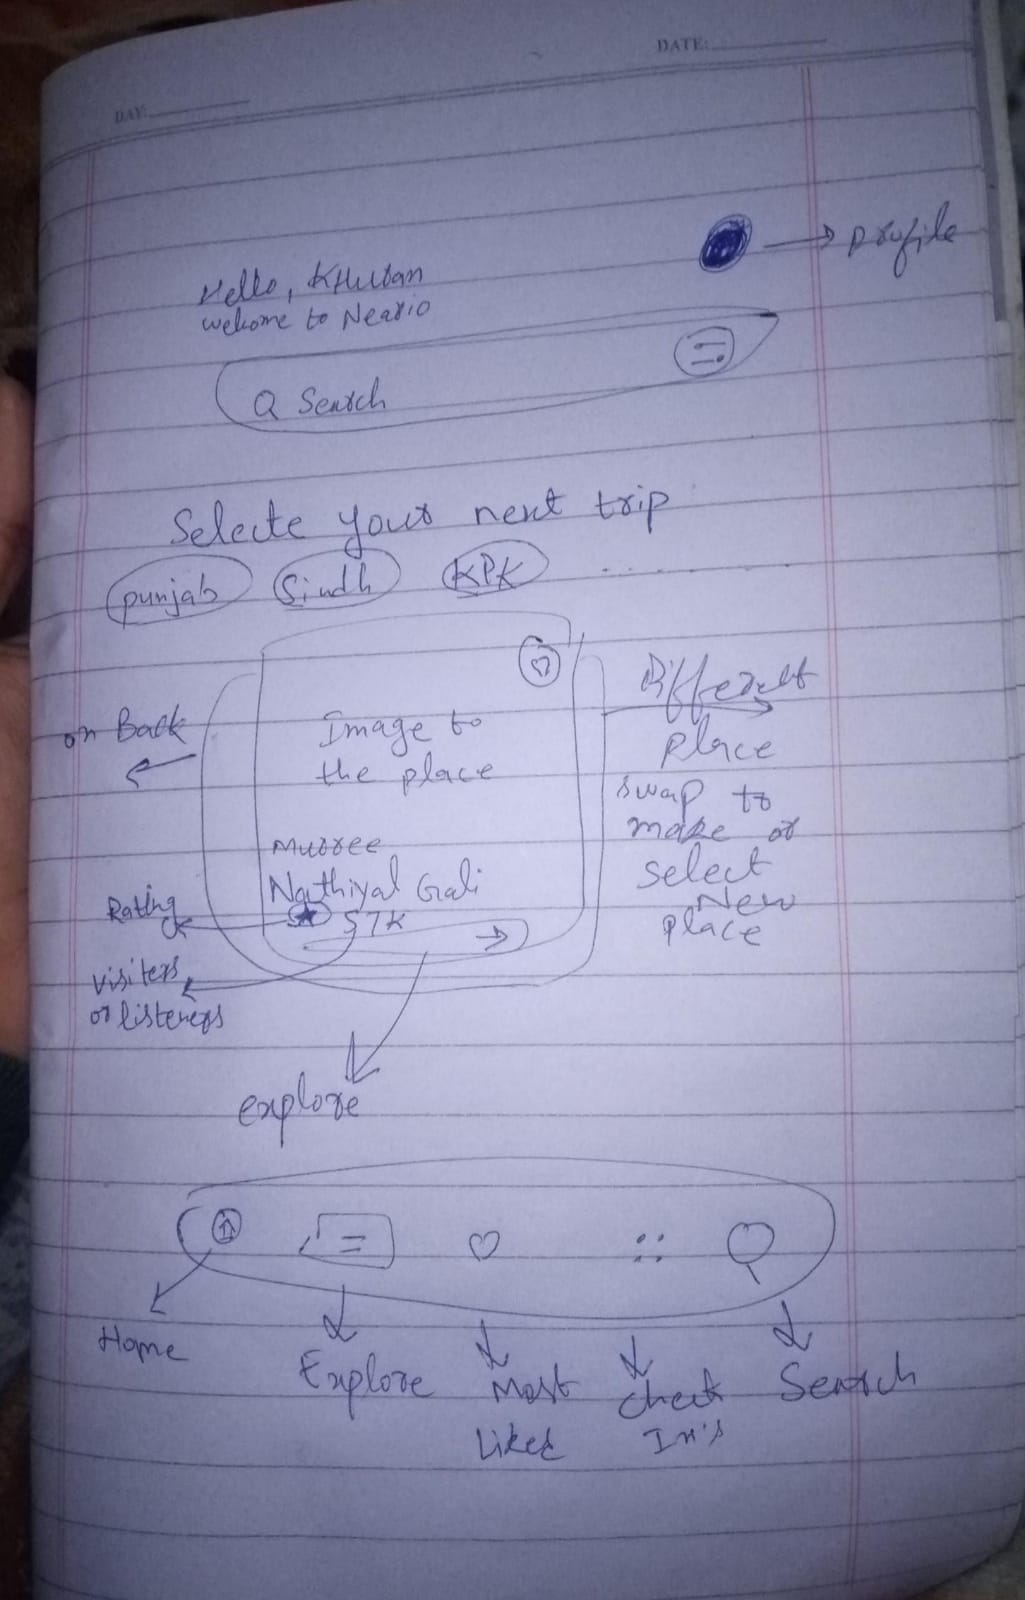 DAY:
DATE:
profile
Hello, Khuban
welcome to Neario
Search
Selecte your next trip
punjab Sindh KPK ..........
on Back
Image to
the place
Different
place
swap to
make or
select
New
place
Murree
Nathiyal Gali
57K
Rating
visiters
or listeners
explore
Home
Explore
Most
Liked
Check
In's
Search